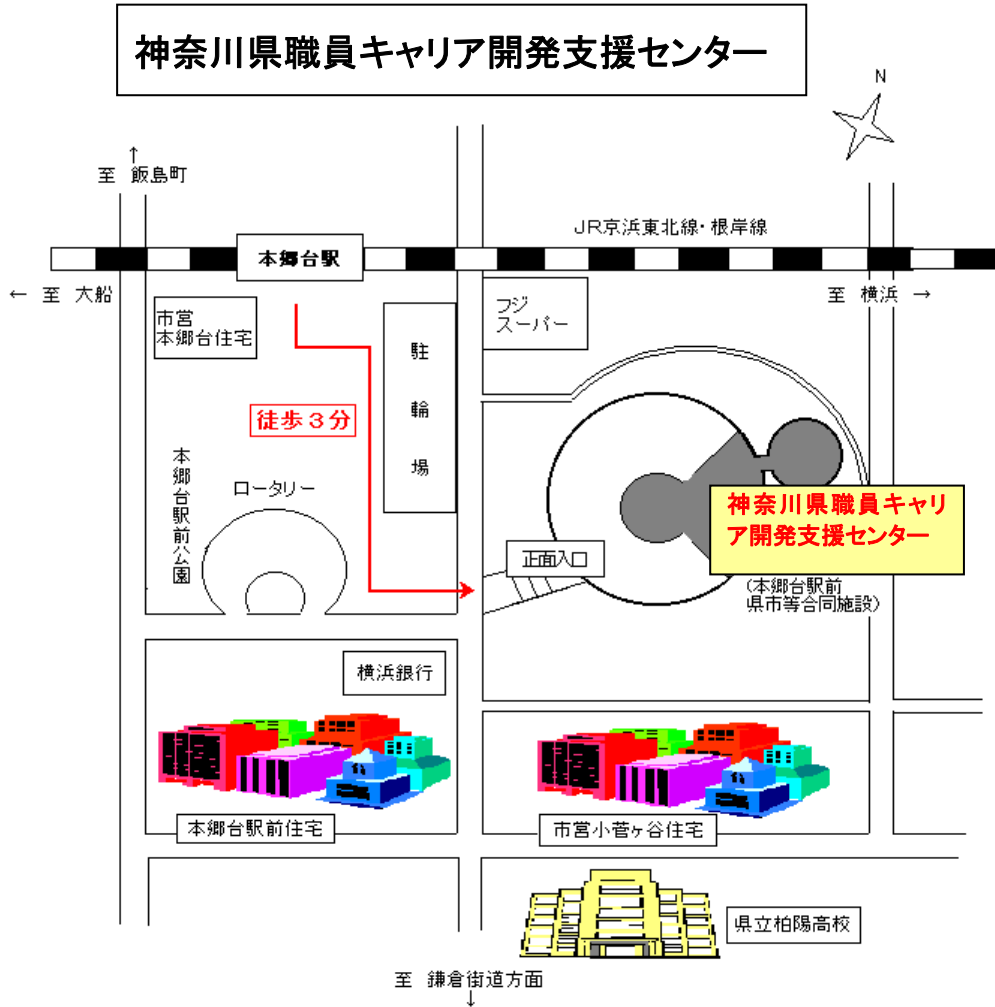 神奈川県職員キャリア開発支援センター
N
↑
至 飯島町
JR京浜東北線・根岸線
本郷台駅
← 至 大船
至 横浜 →
市営
本郷台住宅
フジ
スーパー
駐輪場
徒歩３分
本郷台駅前公園
ロータリー
神奈川県職員キャリ
ア開発支援センター
正面入口
(本郷台駅前
県市等合同施設)
横浜銀行
本郷台駅前住宅
市営小菅ヶ谷住宅
県立柏陽高校
至 鎌倉街道方面
↓